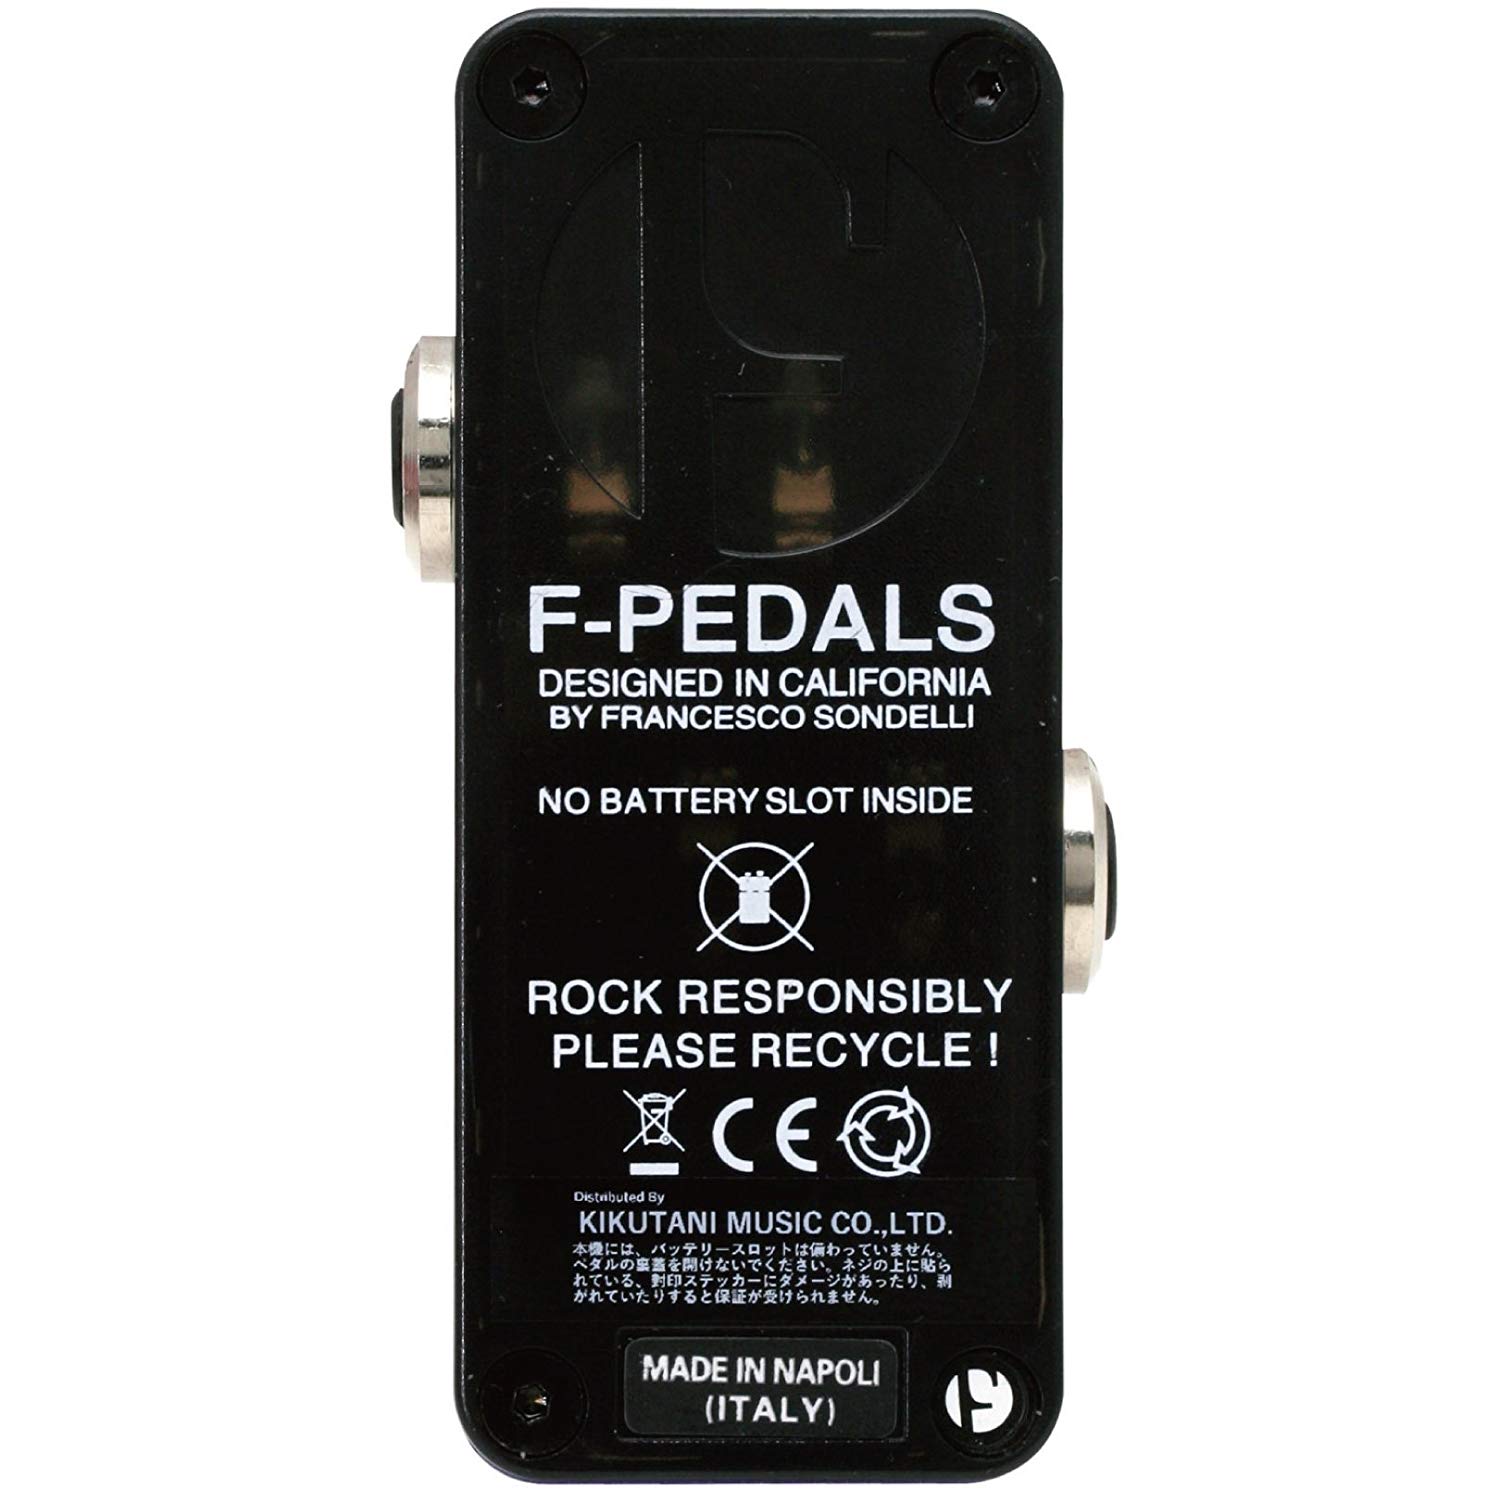 F-PEDALS
DESIGNED IN CALIFORNIA
BY FRANCESCO SONDELLI
NO BATTERY SLOT INSIDE
ROCK RESPONSIBLY
PLEASE RECYCLE !
CE
Distributed By
KIKUTANI MUSIC CO.,LTD.
本機には、バッテリースロットは備わっていません。
ペダルの裏蓋を開けないでください。ネジの上に貼ら
れている、封印ステッカーにダメージがあったり、剥
がれていたりすると保証が受けられません。
MADE IN NAPOLI
(ITALY)